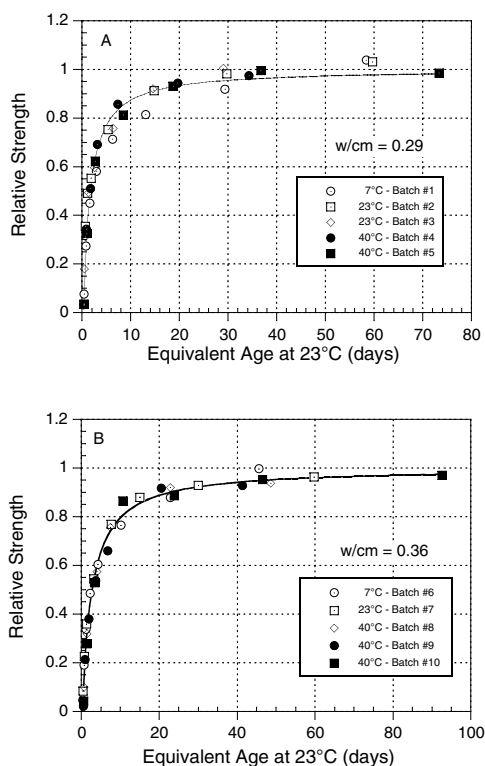 1.2
A
1
0.8
0.6
0.4
0.2
0
Relative Strength
w/cm = 0.29
7°C - Batch #1
23°C - Batch #2
23°C - Batch #3
40°C - Batch #4
40°C - Batch #5
0 10 20 30 40 50 60 70 80
Equivalent Age at 23°C (days)
1.2
B
1
0.8
0.6
0.4
0.2
0
Relative Strength
w/cm = 0.36
7°C - Batch #6
23°C - Batch #7
40°C - Batch #8
40°C - Batch #9
40°C - Batch #10
0 20 40 60 80 100
Equivalent Age at 23°C (days)